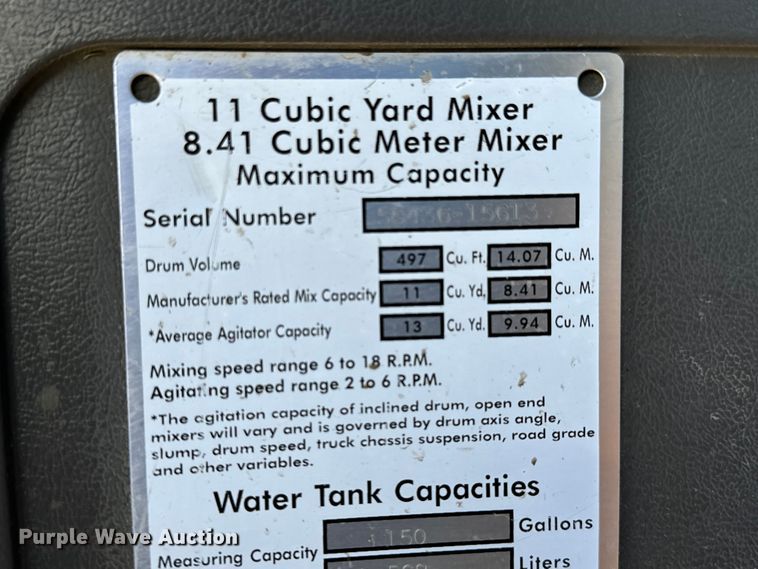 11 Cubic Yard Mixer
8.41 Cubic Meter Mixer
Maximum Capacity
Serial Number
Drum Volume 497 Cu. Ft. 14.07 Cu. M.
Manufacturer's Rated Mix Capacity 11 Cu. Yd. 8.41 Cu. M.
*Average Agitator Capacity 13 Cu. Yd. 9.94 Cu. M.
Mixing speed range 6 to 18 R.P.M.
Agitating speed range 2 to 6 R.P.M.
*The agitation capacity of inclined drum, open end
mixers will vary and is governed by drum axis angle,
slump, drum speed, truck chassis suspension, road grade
and other variables.
Water Tank Capacities
150 Gallons
Measuring Capacity
Liters
Purple Wave Auction